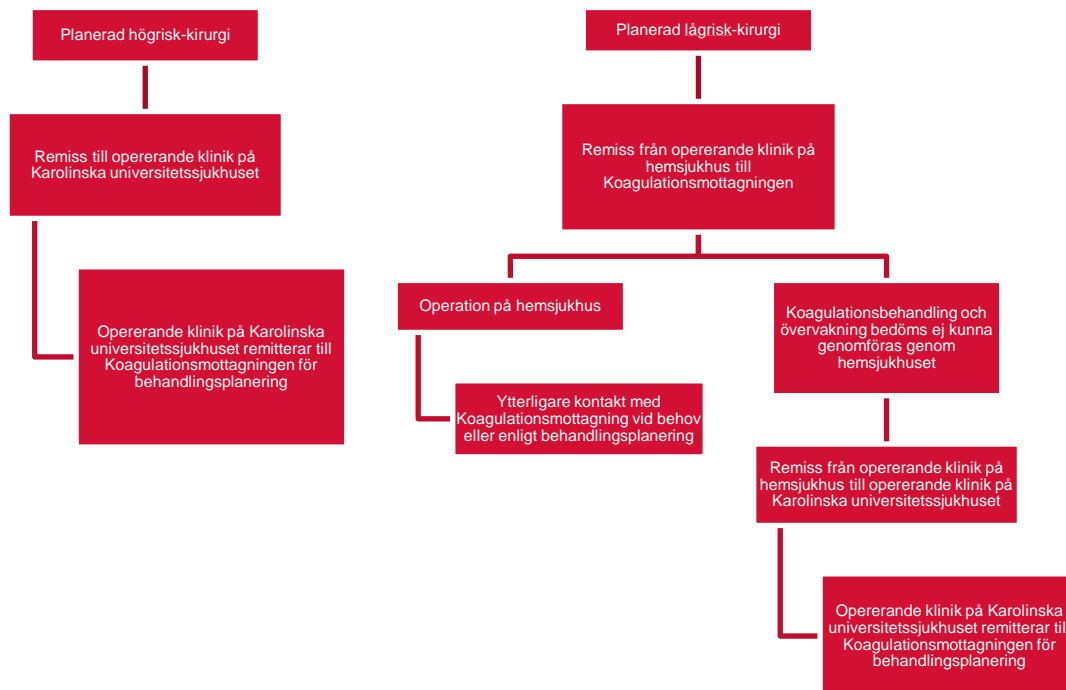 Planerad högrisk-kirurgi
Remiss till opererande klinik på
Karolinska universitetssjukhuset
Opererande klinik på Karolinska
universitetssjukhuset remitterar till
Koagulationsmottagningen för
behandlingsplanering
Planerad lågrisk-kirurgi
Remiss från opererande klinik på
hemsjukhus till
Koagulationsmottagningen
Operation på hemsjukhus
Ytterligare kontakt med
Koagulationsmottagning vid behov
eller enligt behandlingsplanering
Koagulationsbehandling och
övervakning bedöms ej kunna
genomföras genom
hemsjukhuset
Remiss från opererande klinik på
hemsjukhus till opererande klinik på
Karolinska universitetssjukhuset
Opererande klinik på Karolinska
universitetssjukhuset remitterar til
Koagulationsmottagningen för
behandlingsplanering